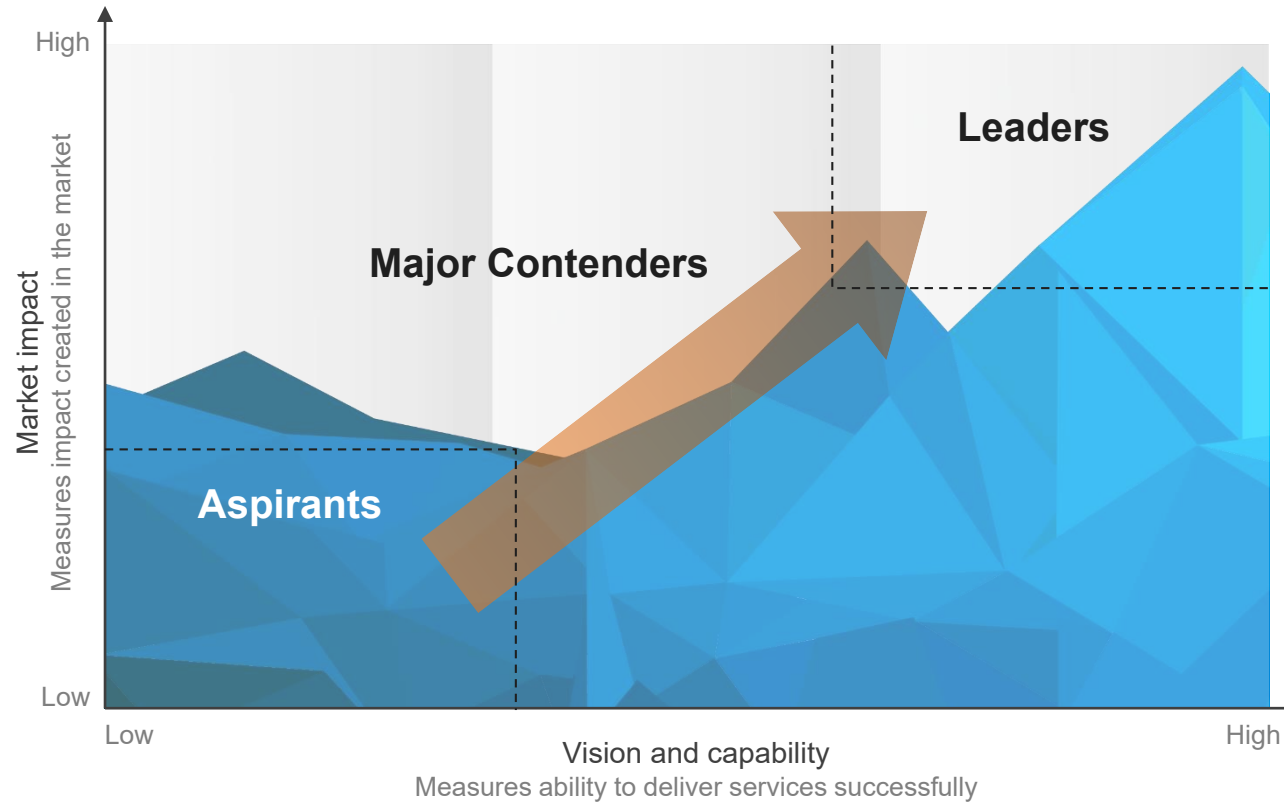 High
Leaders
Major Contenders
Market impact
Measures impact created in the market
Aspirants
Low
Low
High
Vision and capability
Measures ability to deliver services successfully